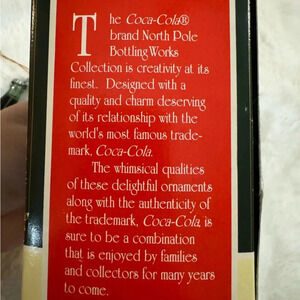 The Coca-Cola®
brand North Pole
Bottling Works
Collection is creativity at its
finest. Designed with a
quality and charm deserving
of its relationship with the
world's most famous trade-
mark, Coca-Cola.
The whimsical qualities
of these delightful ornaments
along with the authenticity of
the trademark, Coca-Cola, is
sure to be a combination
that is enjoyed by families
and collectors for many years
to come.